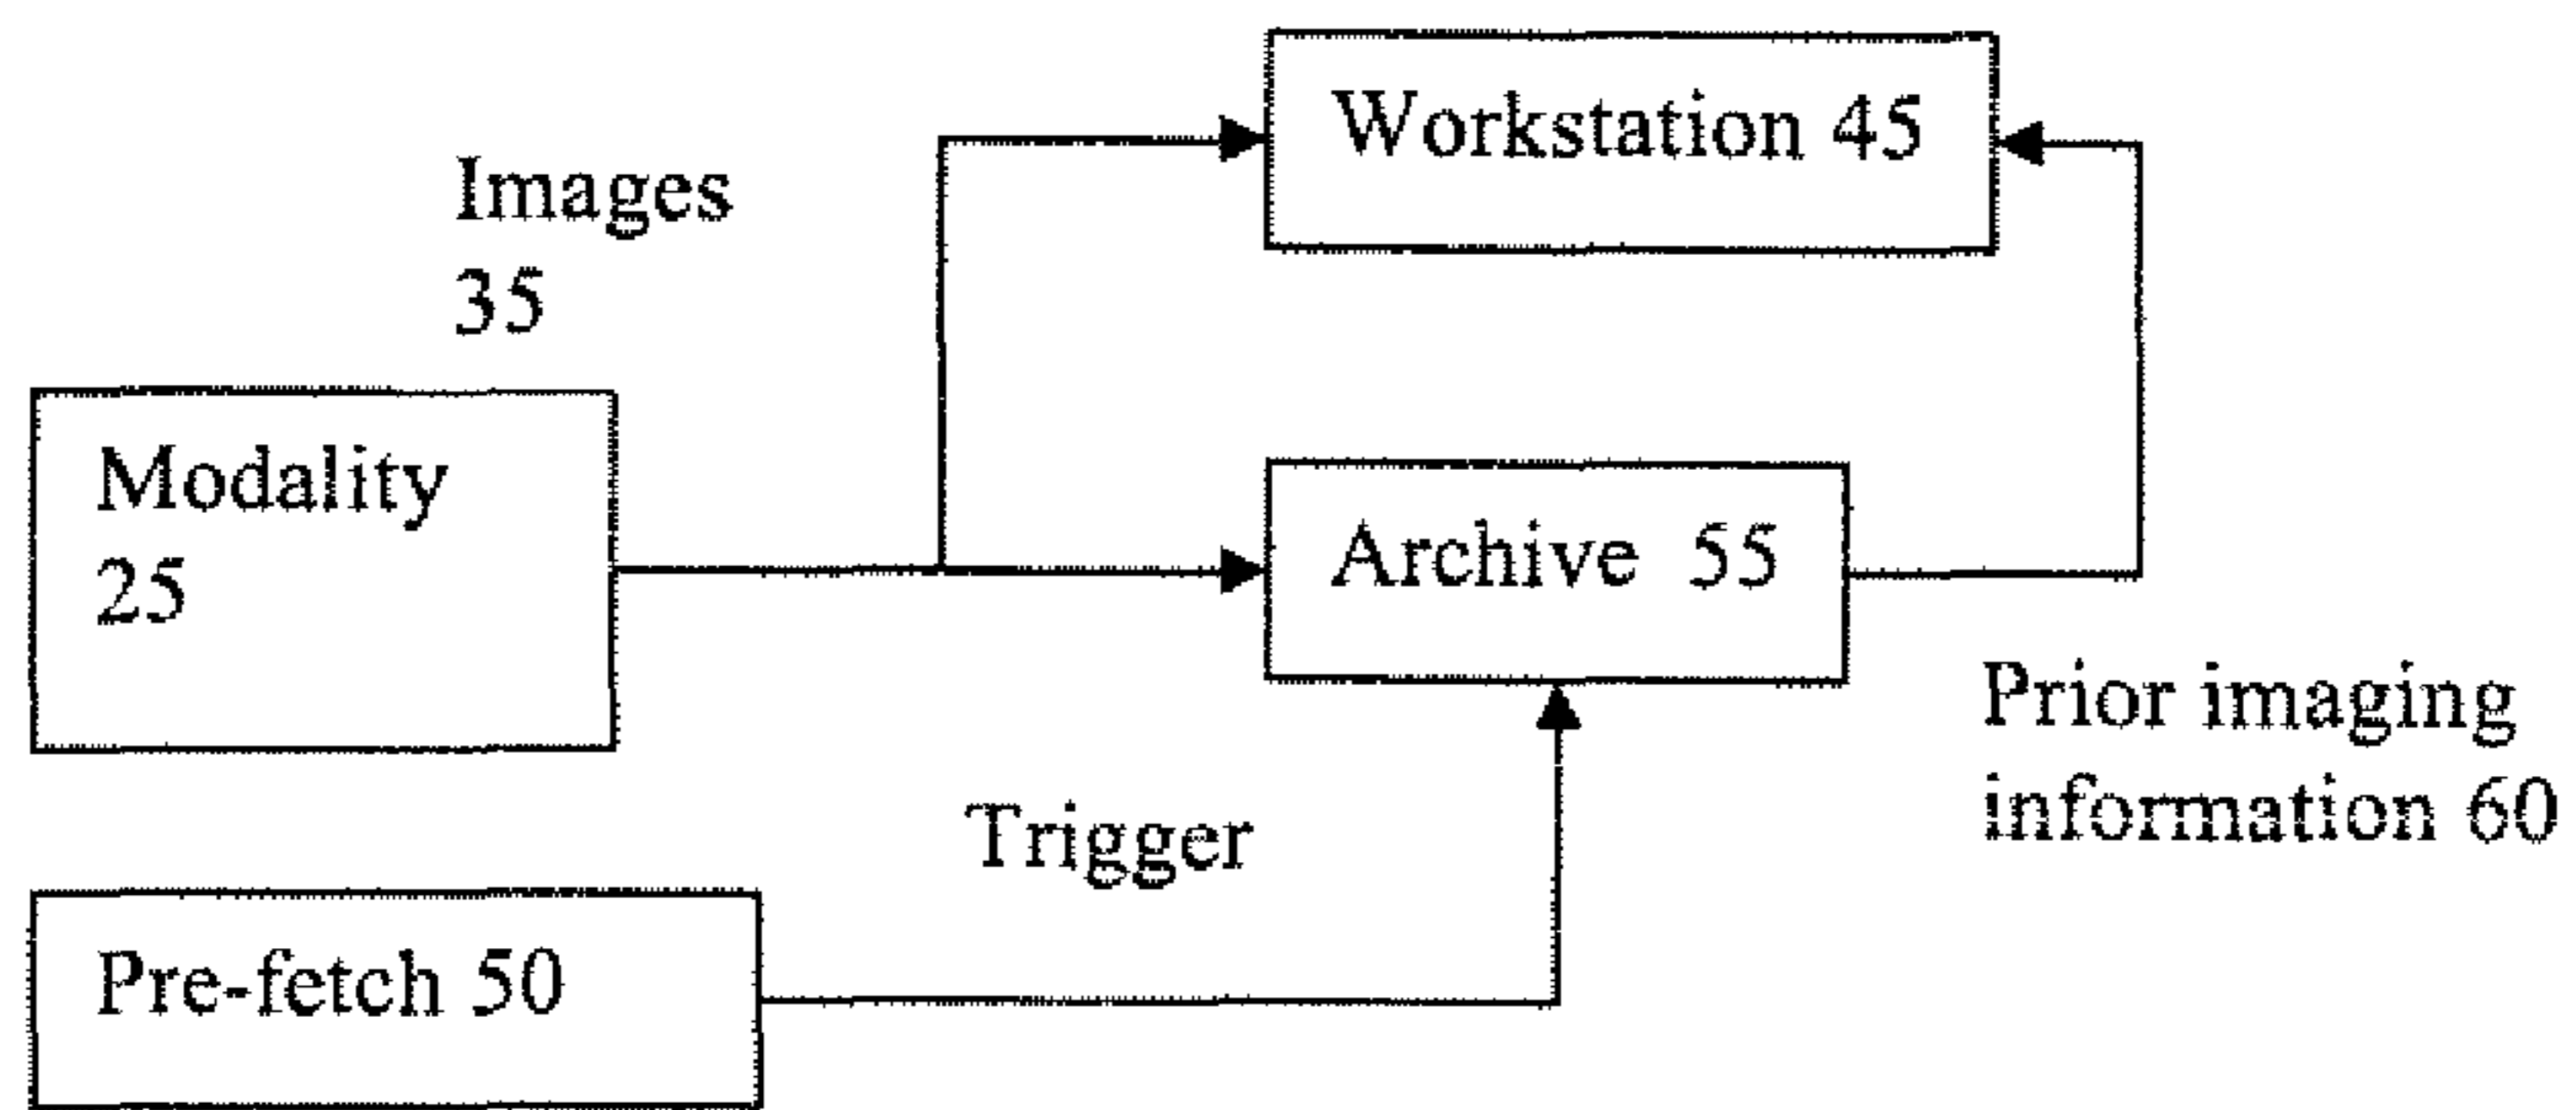 Workstation 45
Images
35
Modality
25
Archive 55
Prior imaging
information 60
Trigger
Pre-fetch 50